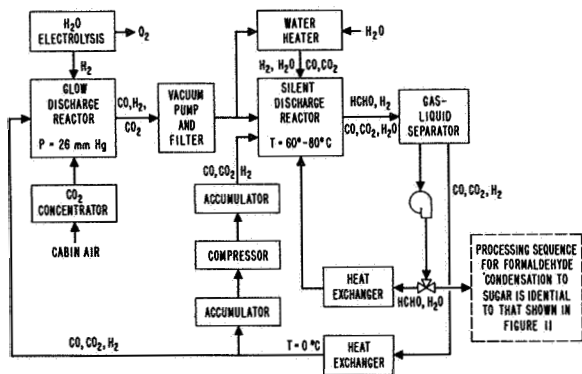 H2O
ELECTROLYSIS
O2
H2
GLOW
DISCHARGE
REACTOR
P = 26 mm Hg
CO2
CONCENTRATOR
CABIN AIR
CO,H2,
CO2
VACUUM
PUMP
AND
FILTER
WATER
HEATER
H2O
H2, H2O
CO,CO2
SILENT
DISCHARGE
REACTOR
T = 60°-80°C
HCHO, H2
CO,CO2,H2O
GAS-
LIQUID
SEPARATOR
CO,CO2,H2
CO,CO2,H2
ACCUMULATOR
COMPRESSOR
ACCUMULATOR
HEAT
EXCHANGER
HCHO,H2O
PROCESSING SEQUENCE
FOR FORMALDEHYDE
CONDENSATION TO
SUGAR IS IDENTIAL
TO THAT SHOWN IN
FIGURE 11
CO,CO2,H2
T=0°C
HEAT
EXCHANGER